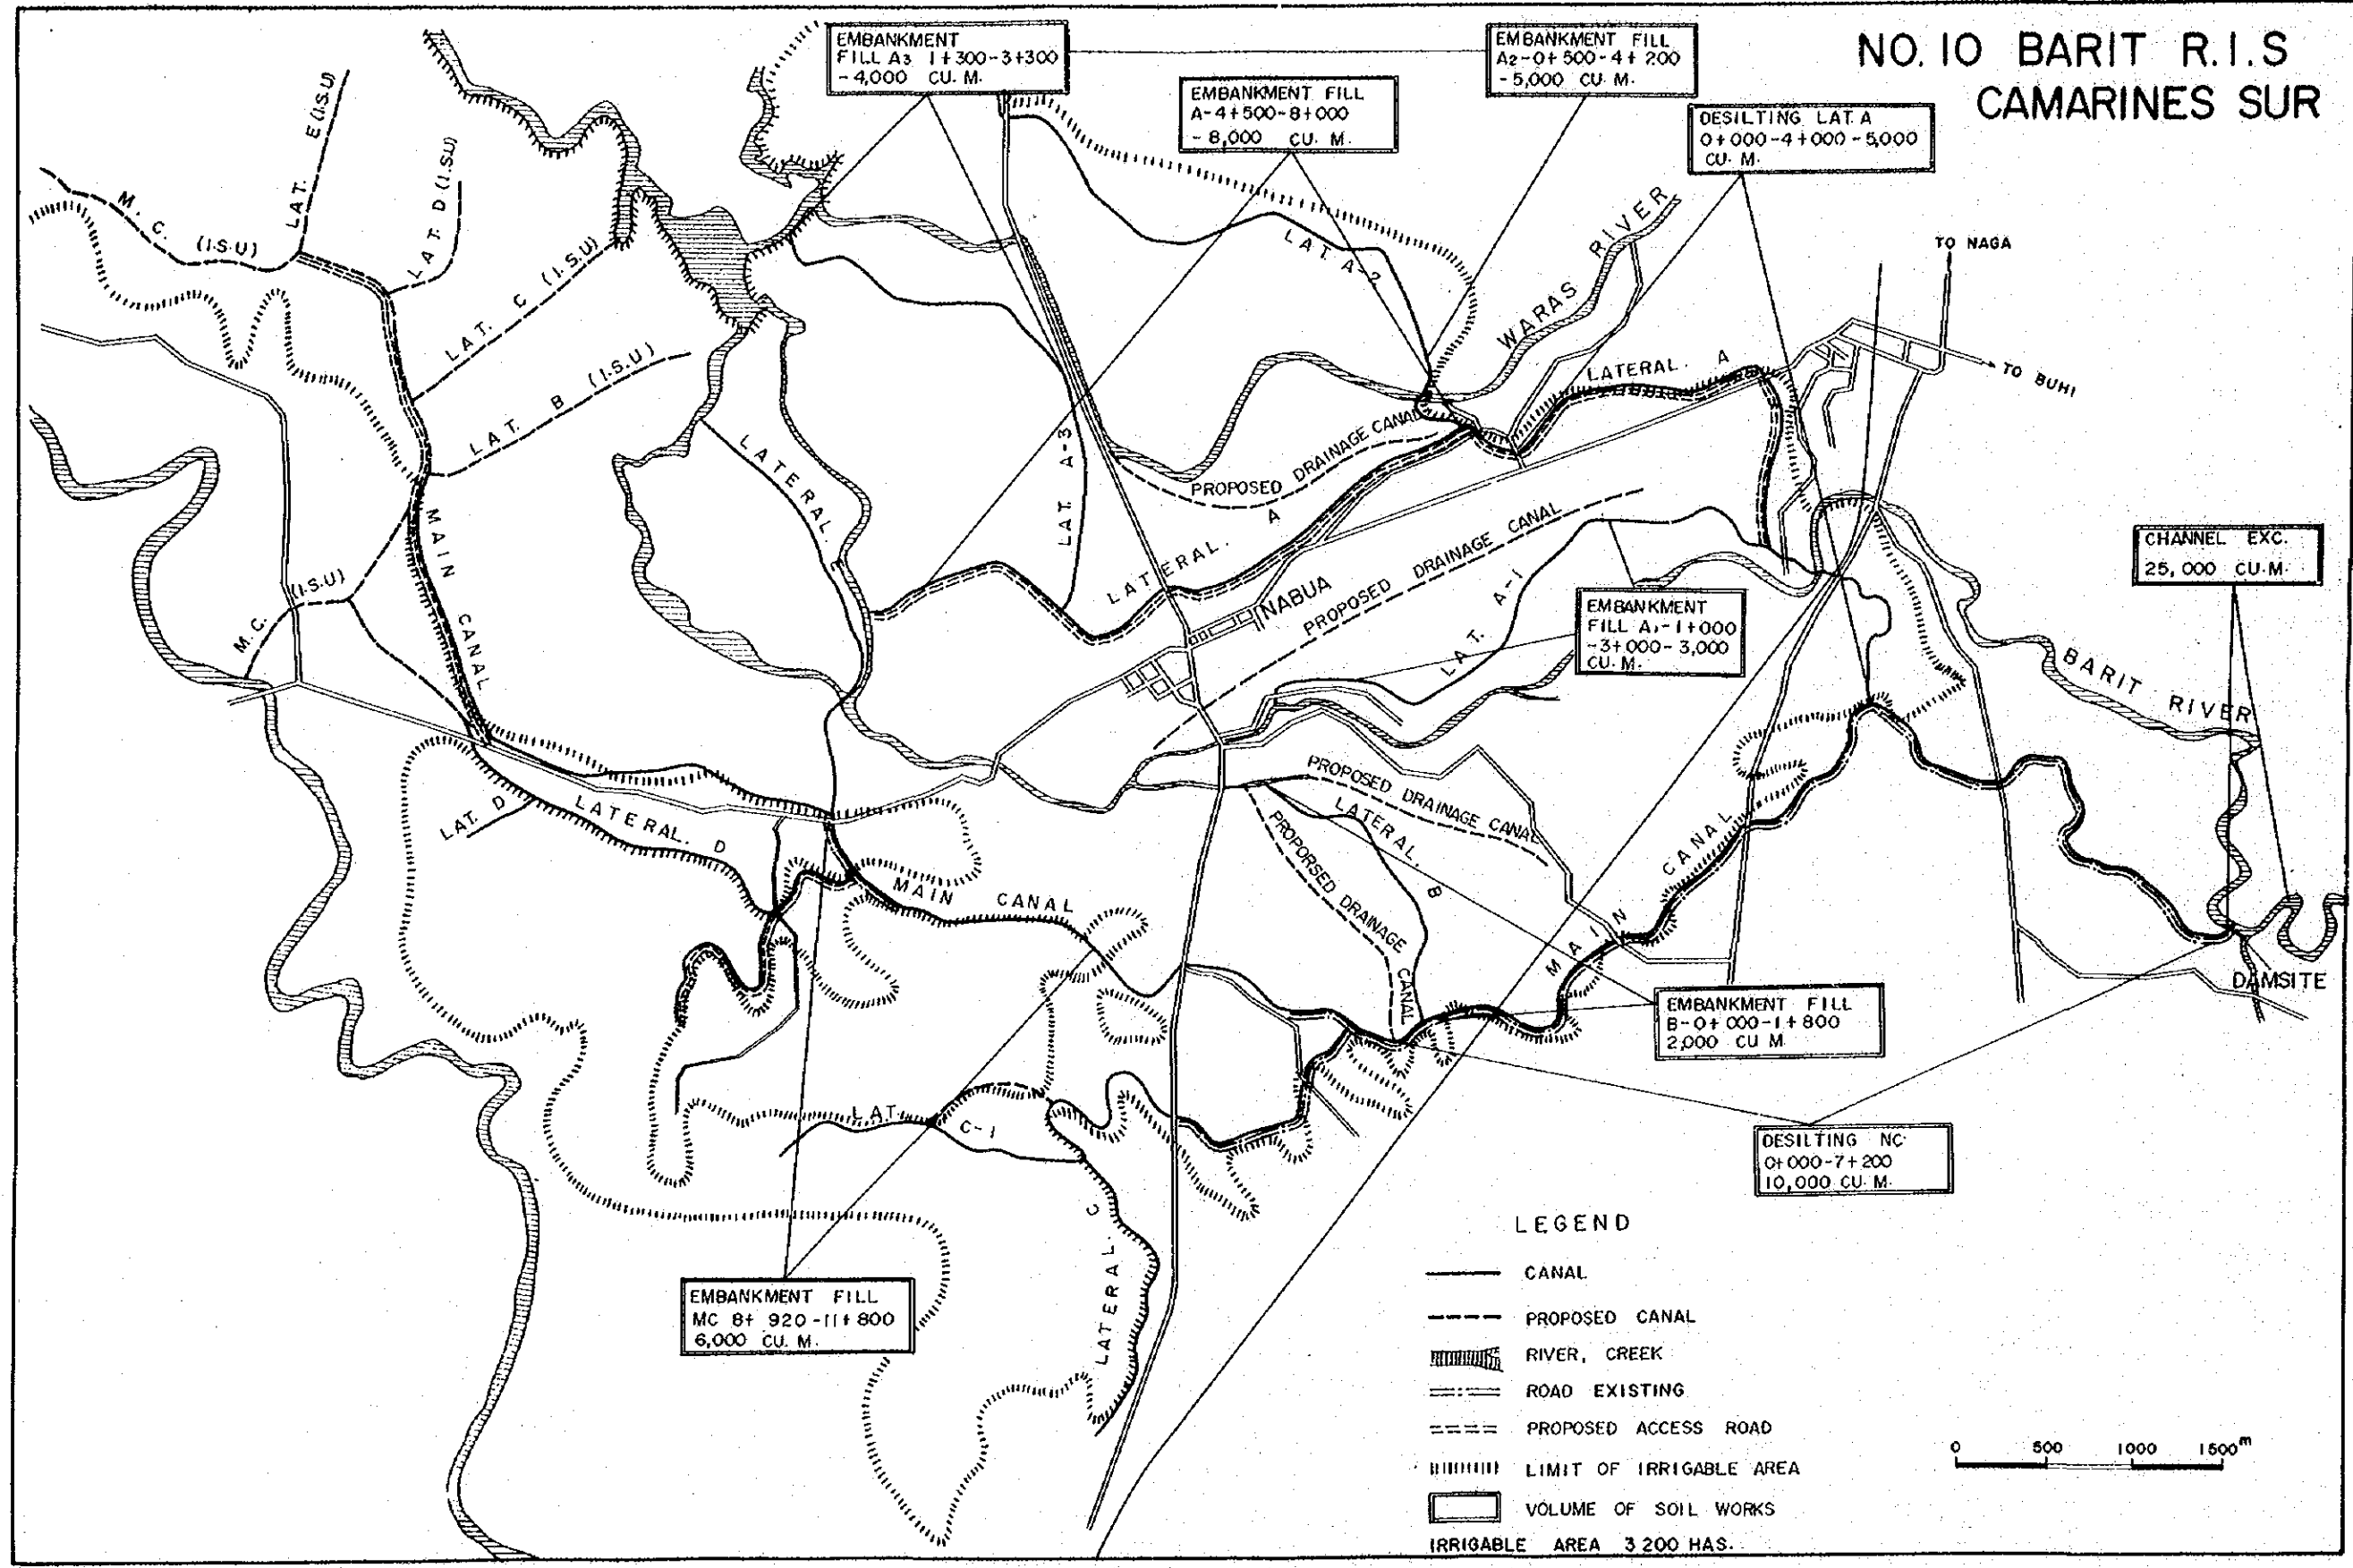 NO. 10 BARIT R.I.S
CAMARINES SUR
EMBANKMENT
FILL A3 1+300-3+300
-4,000 CU. M.
EMBANKMENT FILL
A-4+500-8+000
- 8,000 CU. M.
EMBANKMENT FILL
A2-0+500-4+200
-5,000 CU. M.
DESILTING LAT. A
0+000-4+000-5,000
CU. M.
M. C. (I.S.U)
LAT. E (I.S.U)
LAT. D (I.S.U)
LAT. C (I.S.U)
LAT. B (I.S.U)
LAT. A-2
WARAS RIVER
TO NAGA
TO BUHI
LATERAL. A
LATERAL.
LAT. A-3
PROPOSED DRAINAGE CANAL
LATERAL. A
PROPOSED DRAINAGE CANAL
NABUA
LAT. A-1
MAIN CANAL
M.C. (I.S.U)
CHANNEL EXC.
25,000 CU.M.
EMBANKMENT
FILL A1-1+000
-3+000-3,000
CU. M.
BARIT RIVER
LAT. D
LATERAL. D
PROPOSED DRAINAGE CANAL
LATERAL. B
PROPORSED DRAINAGE CANAL
MAIN CANAL
MAIN CANAL
DAMSITE
EMBANKMENT FILL
B-0+000-1+800
2,000 CU M.
LAT. C-1
LATERAL. C
DESILTING NC.
0+000-7+200
10,000 CU. M.
EMBANKMENT FILL
MC 8+ 920-11+800
6,000 CU. M.
LEGEND
CANAL
PROPOSED CANAL
RIVER, CREEK
ROAD EXISTING
PROPOSED ACCESS ROAD
LIMIT OF IRRIGABLE AREA
VOLUME OF SOIL WORKS
IRRIGABLE AREA 3 200 HAS.
0 500 1000 1500m